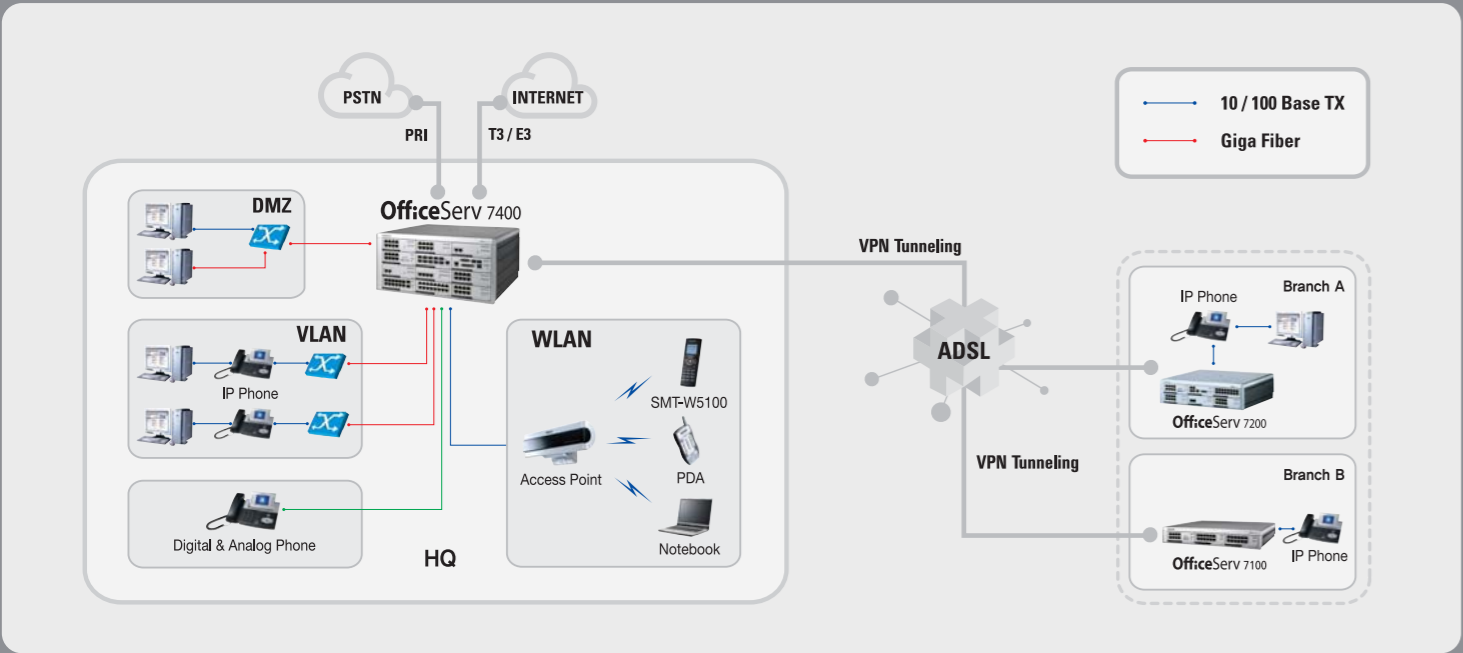 PSTN
INTERNET
PRI
T3 / E3
10 / 100 Base TX
Giga Fiber
DMZ
OfficeServ 7400
VLAN
IP Phone
Digital & Analog Phone
HQ
WLAN
SMT-W5100
Access Point
PDA
Notebook
VPN Tunneling
ADSL
VPN Tunneling
Branch A
IP Phone
OfficeServ 7200
Branch B
OfficeServ 7100
IP Phone